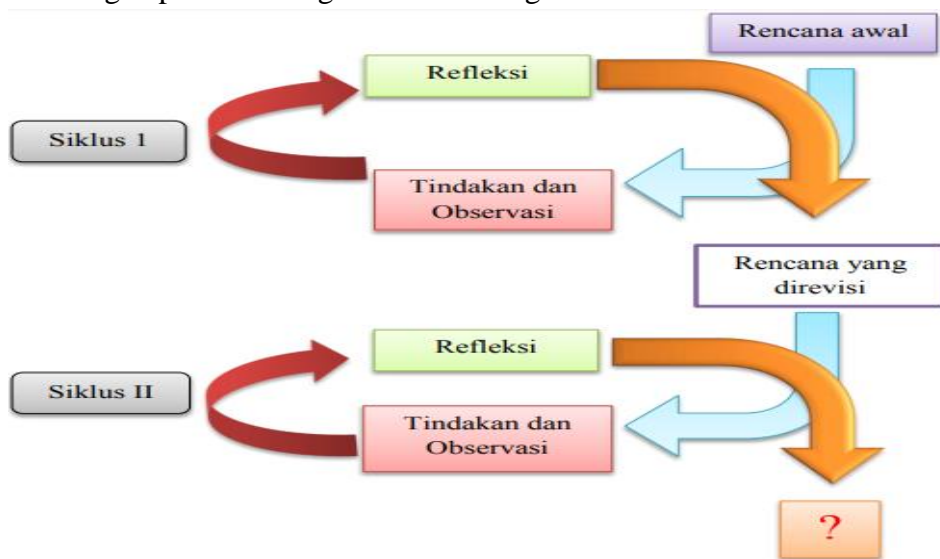 Rencana awal
Refleksi
Siklus 1
Tindakan dan
Observasi
Rencana yang
direvisi
Refleksi
Siklus II
Tindakan dan
Observasi
?